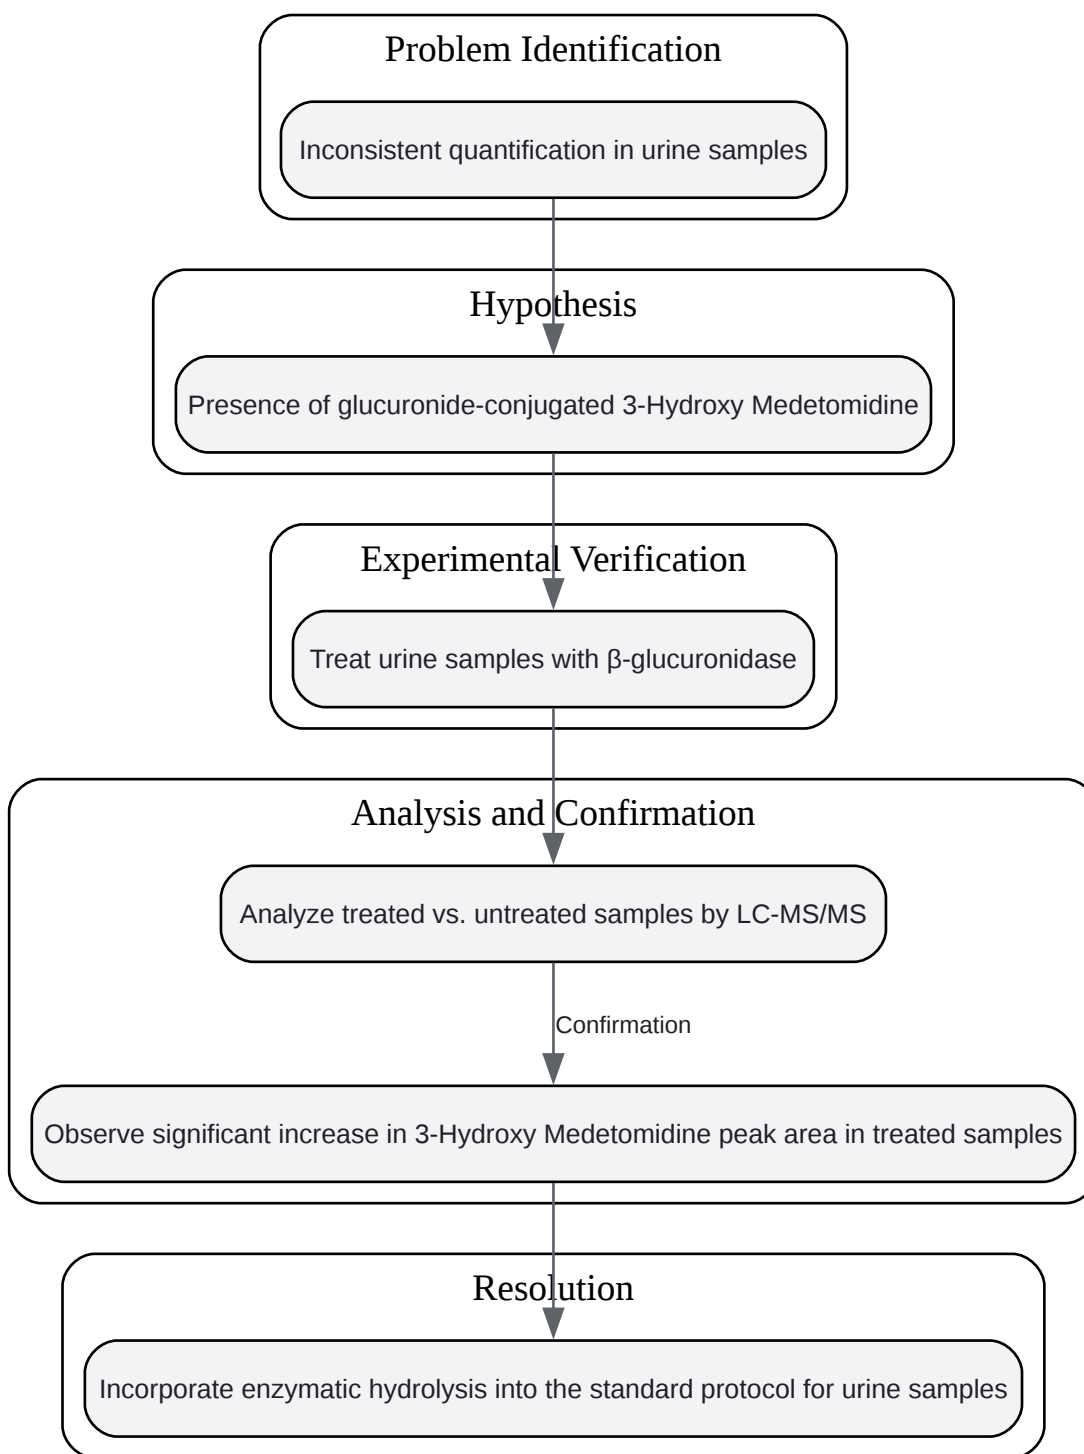 Problem Identification
Inconsistent quantification in urine samples
Hypothesis
Presence of glucuronide-conjugated 3-Hydroxy Medetomidine
Experimental Verification
Treat urine samples with β-glucuronidase
Analysis and Confirmation
Analyze treated vs. untreated samples by LC-MS/MS
Confirmation
Observe significant increase in 3-Hydroxy Medetomidine peak area in treated samples
Resolution
Incorporate enzymatic hydrolysis into the standard protocol for urine samples